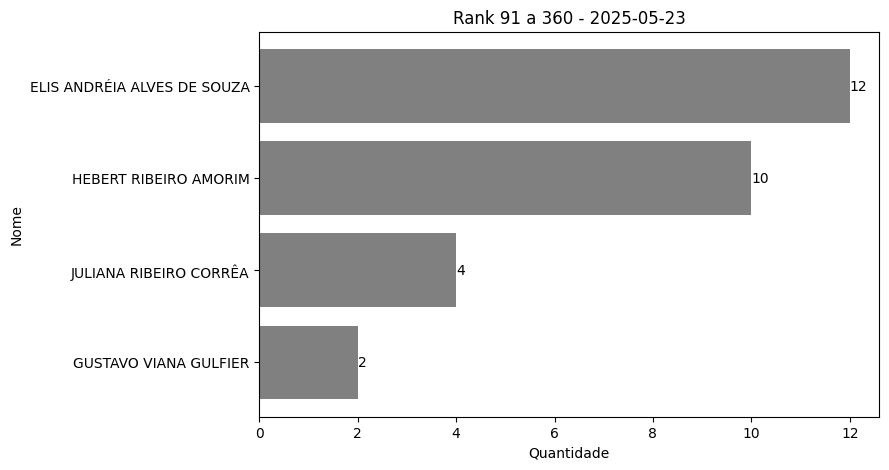 Rank 91 a 360 - 2025-05-23
Nome
ELIS ANDRÉIA ALVES DE SOUZA
12
HEBERT RIBEIRO AMORIM
10
JULIANA RIBEIRO CORRÊA
4
GUSTAVO VIANA GULFIER
2
0 2 4 6 8 10 12
Quantidade